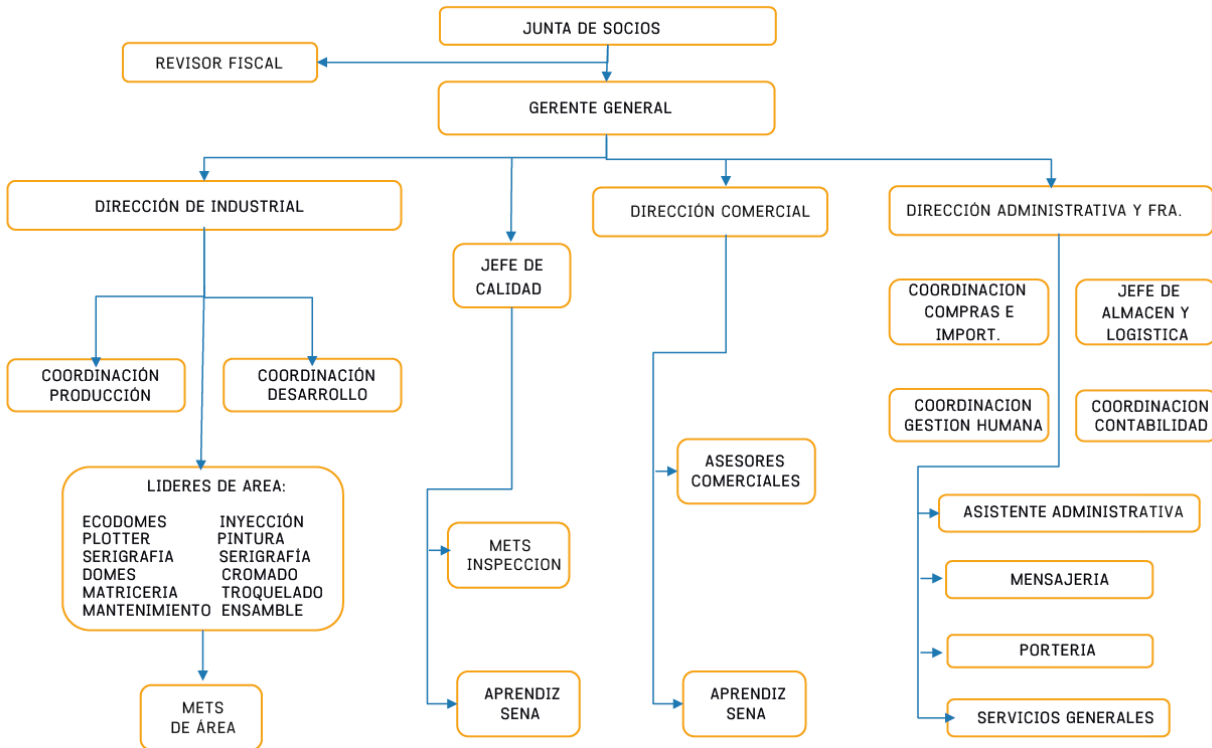 JUNTA DE SOCIOS
REVISOR FISCAL
GERENTE GENERAL
DIRECCIÓN DE INDUSTRIAL
DIRECCIÓN COMERCIAL
DIRECCIÓN ADMINISTRATIVA Y FRA.
JEFE DE
CALIDAD
COORDINACION
COMPRAS E
IMPORT.
JEFE DE
ALMACEN Y
LOGISTICA
COORDINACIÓN
PRODUCCIÓN
COORDINACIÓN
DESARROLLO
COORDINACION
GESTION HUMANA
COORDINACION
CONTABILIDAD
LIDERES DE AREA:
ECODOMES INYECCIÓN
PLOTTER PINTURA
SERIGRAFIA SERIGRAFÍA
DOMES CROMADO
MATRICERIA TROQUELADO
MANTENIMIENTO ENSAMBLE
ASESORES
COMERCIALES
METS
INSPECCION
ASISTENTE ADMINISTRATIVA
MENSAJERIA
PORTERIA
METS
DE ÁREA
APRENDIZ
SENA
APRENDIZ
SENA
SERVICIOS GENERALES